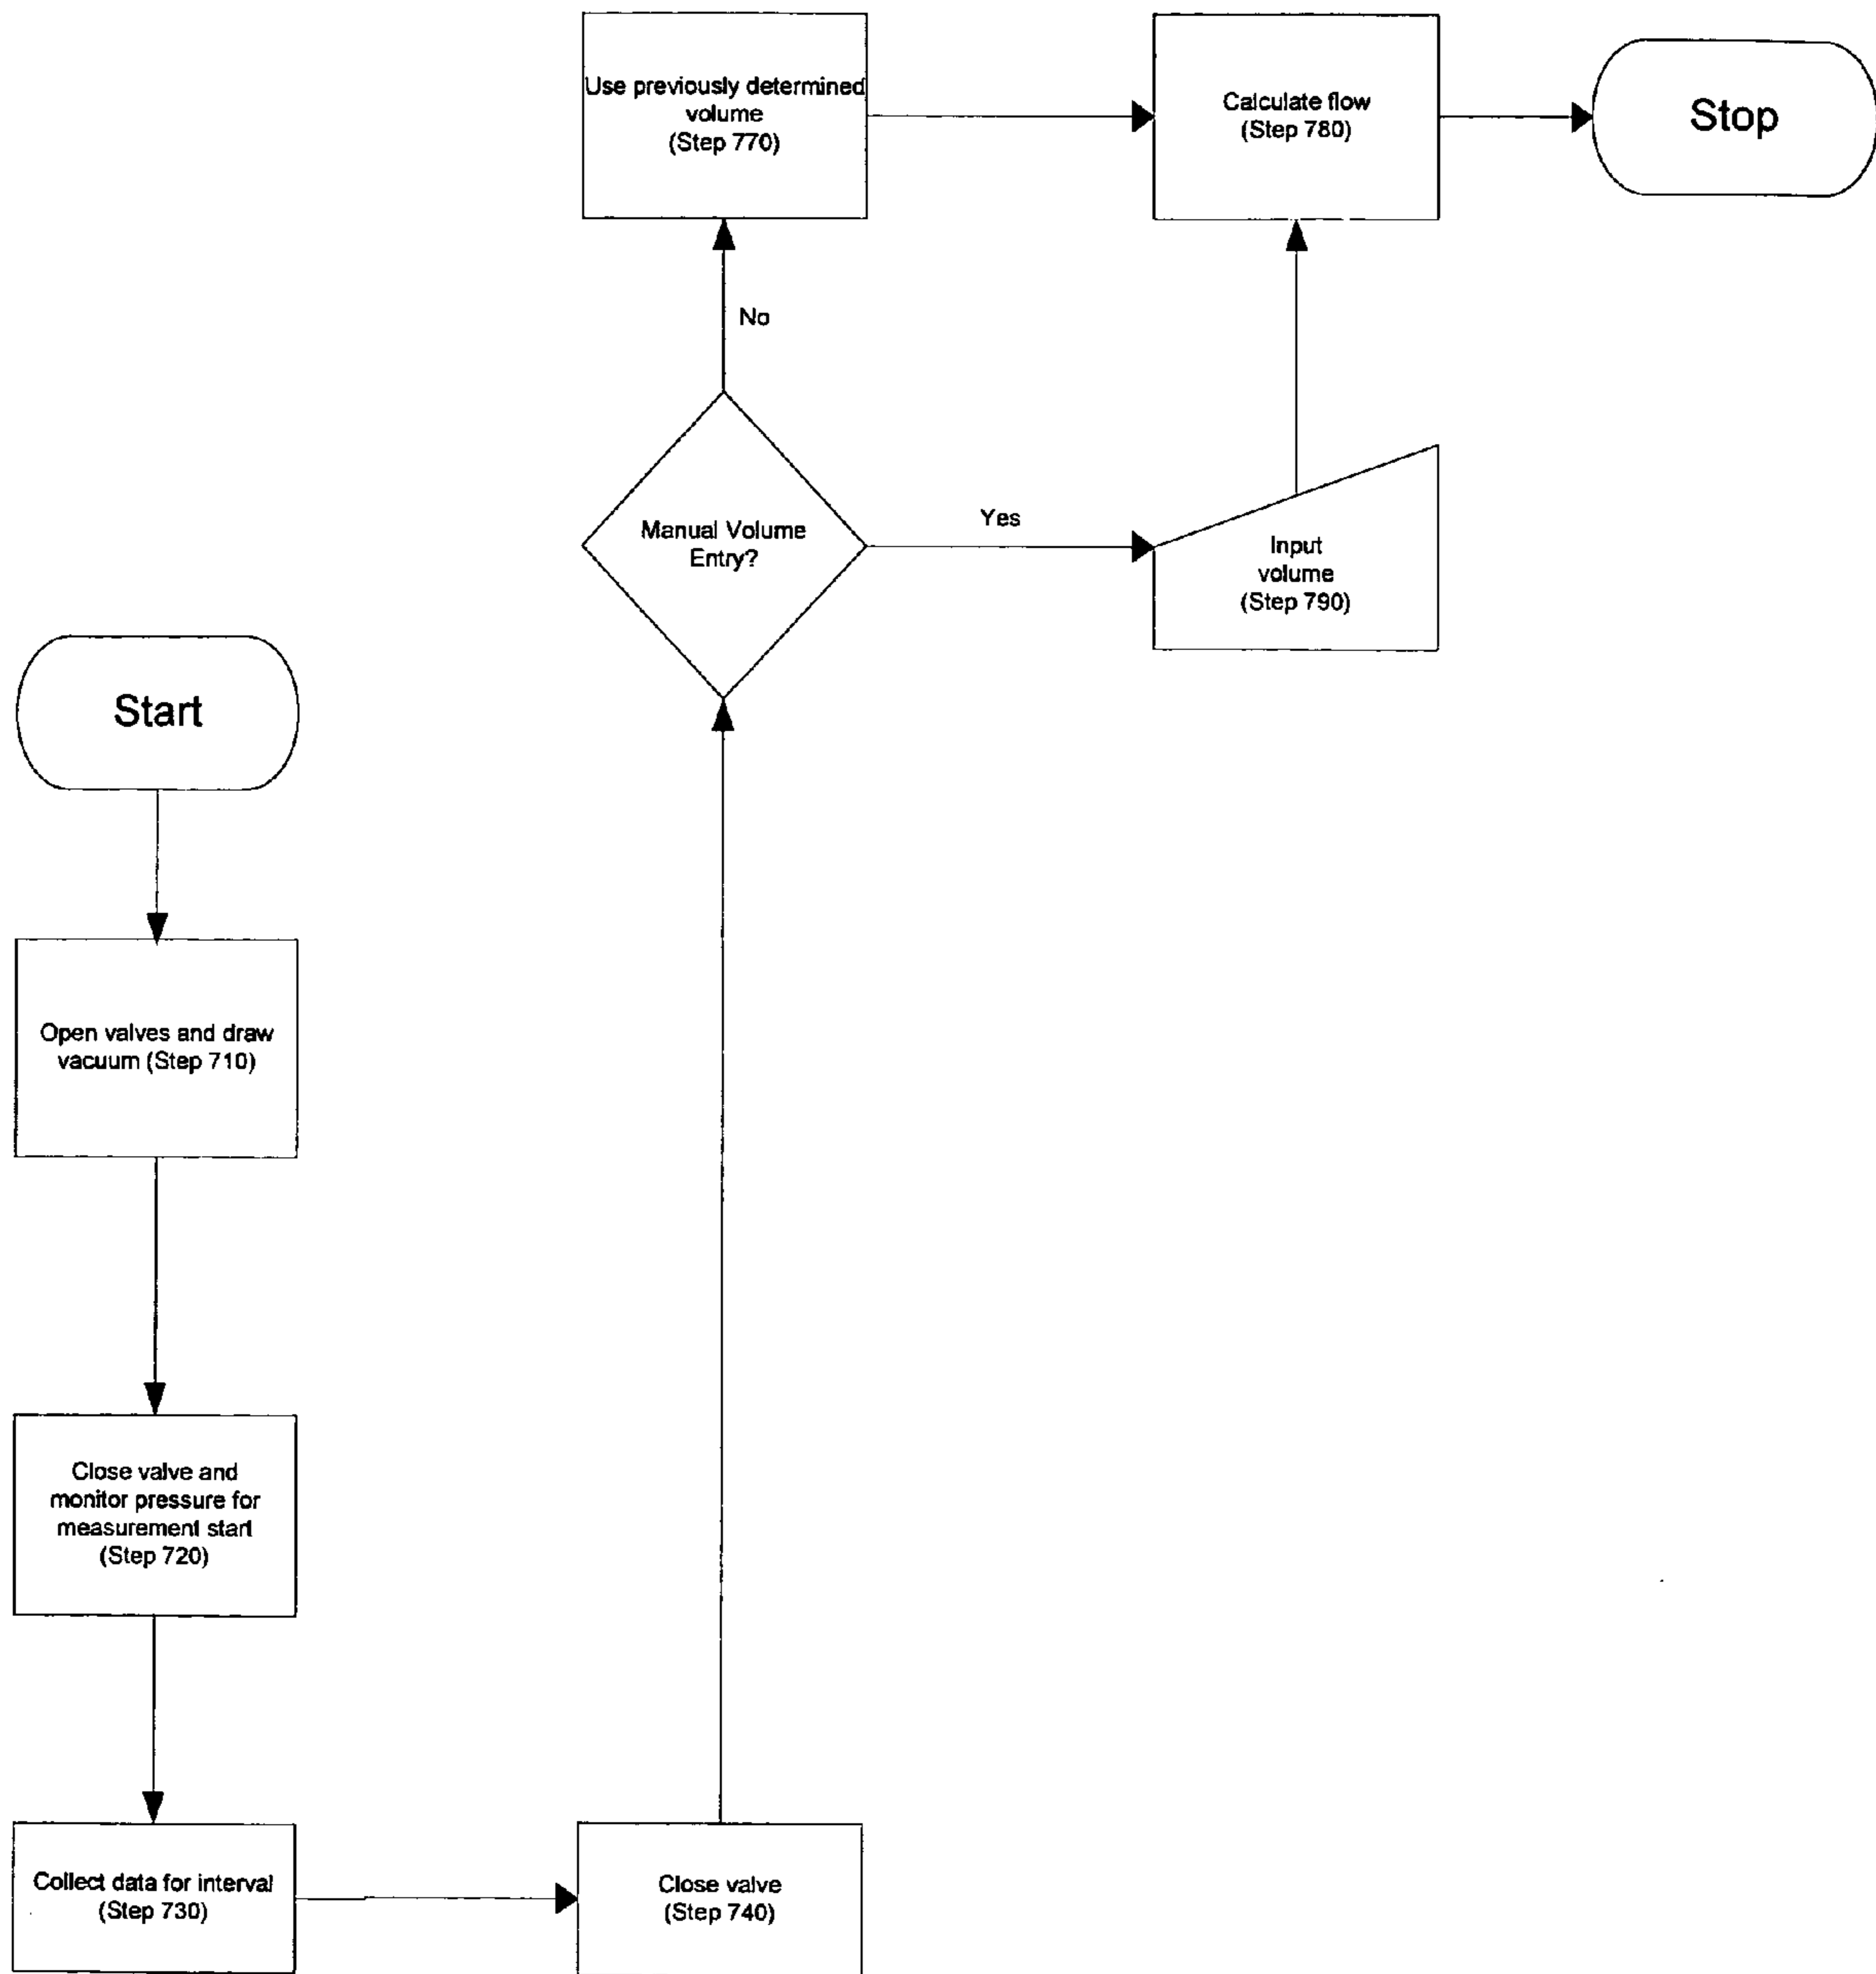 Start
Open valves and draw
vacuum (Step 710)
Close valve and
monitor pressure for
measurement start
(Step 720)
Collect data for interval
(Step 730)
Close valve
(Step 740)
Manual Volume
Entry?
No
Yes
Use previously determined
volume
(Step 770)
Input
volume
(Step 790)
Calculate flow
(Step 780)
Stop